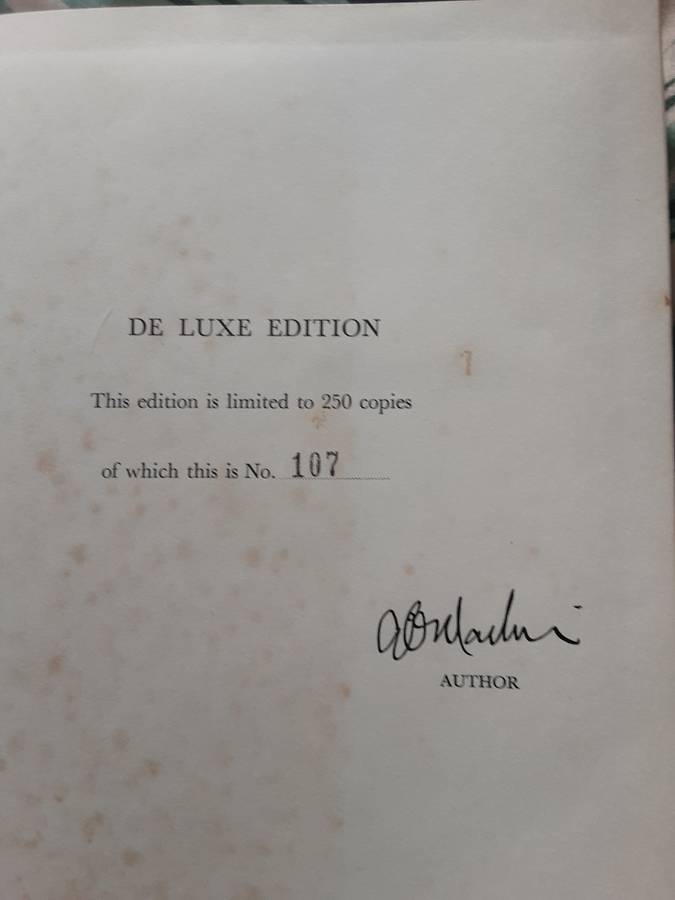 DE LUXE EDITION
This edition is limited to 250 copies
of which this is No. 107
AUTHOR